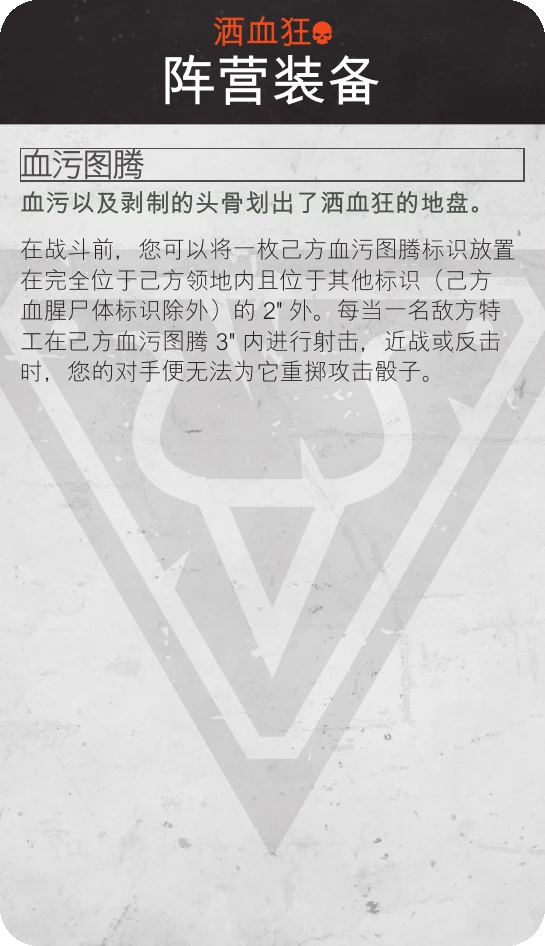 洒血狂
阵营装备
血污图腾
血污以及剥制的头骨划出了洒血狂的地盘。
在战斗前，您可以将一枚己方血污图腾标识放置
在完全位于己方领地内且位于其他标识（己方
血腥尸体标识除外）的 2" 外。每当一名敌方特
工在己方血污图腾 3" 内进行射击，近战或反击
时，您的对手便无法为它重掷攻击骰子。